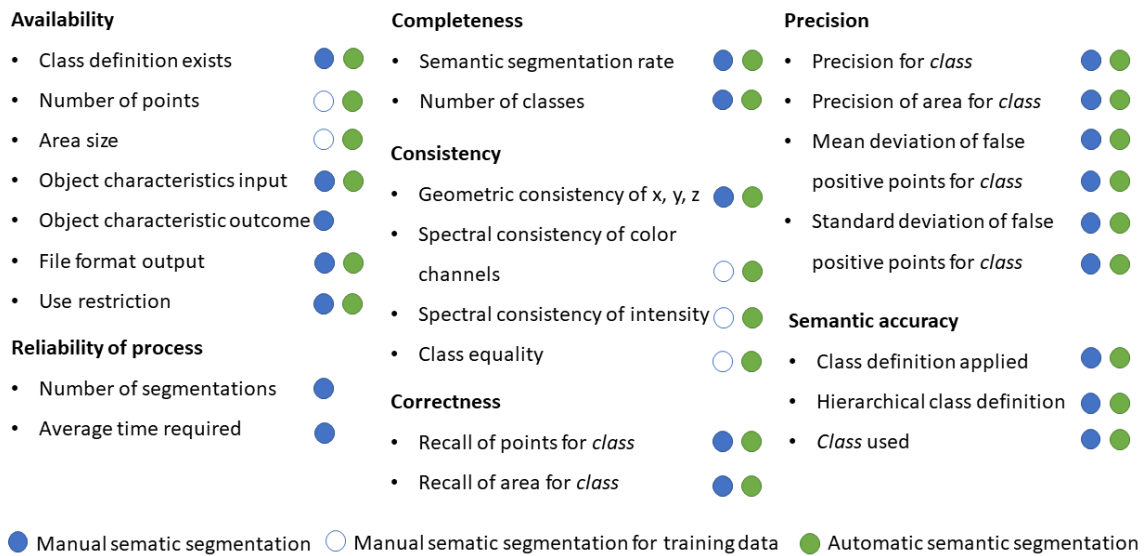 Availability
• Class definition exists
• Number of points
• Area size
• Object characteristics input
• Object characteristic outcome
• File format output
• Use restriction
Reliability of process
• Number of segmentations
• Average time required
Completeness
• Semantic segmentation rate
• Number of classes
Consistency
• Geometric consistency of x, y, z
• Spectral consistency of color
channels
• Spectral consistency of intensity
• Class equality
Correctness
• Recall of points for class
• Recall of area for class
Precision
• Precision for class
• Precision of area for class
• Mean deviation of false
positive points for class
• Standard deviation of false
positive points for class
Semantic accuracy
• Class definition applied
• Hierarchical class definition
• Class used
Manual sematic segmentation
Manual sematic segmentation for training data
Automatic semantic segmentation